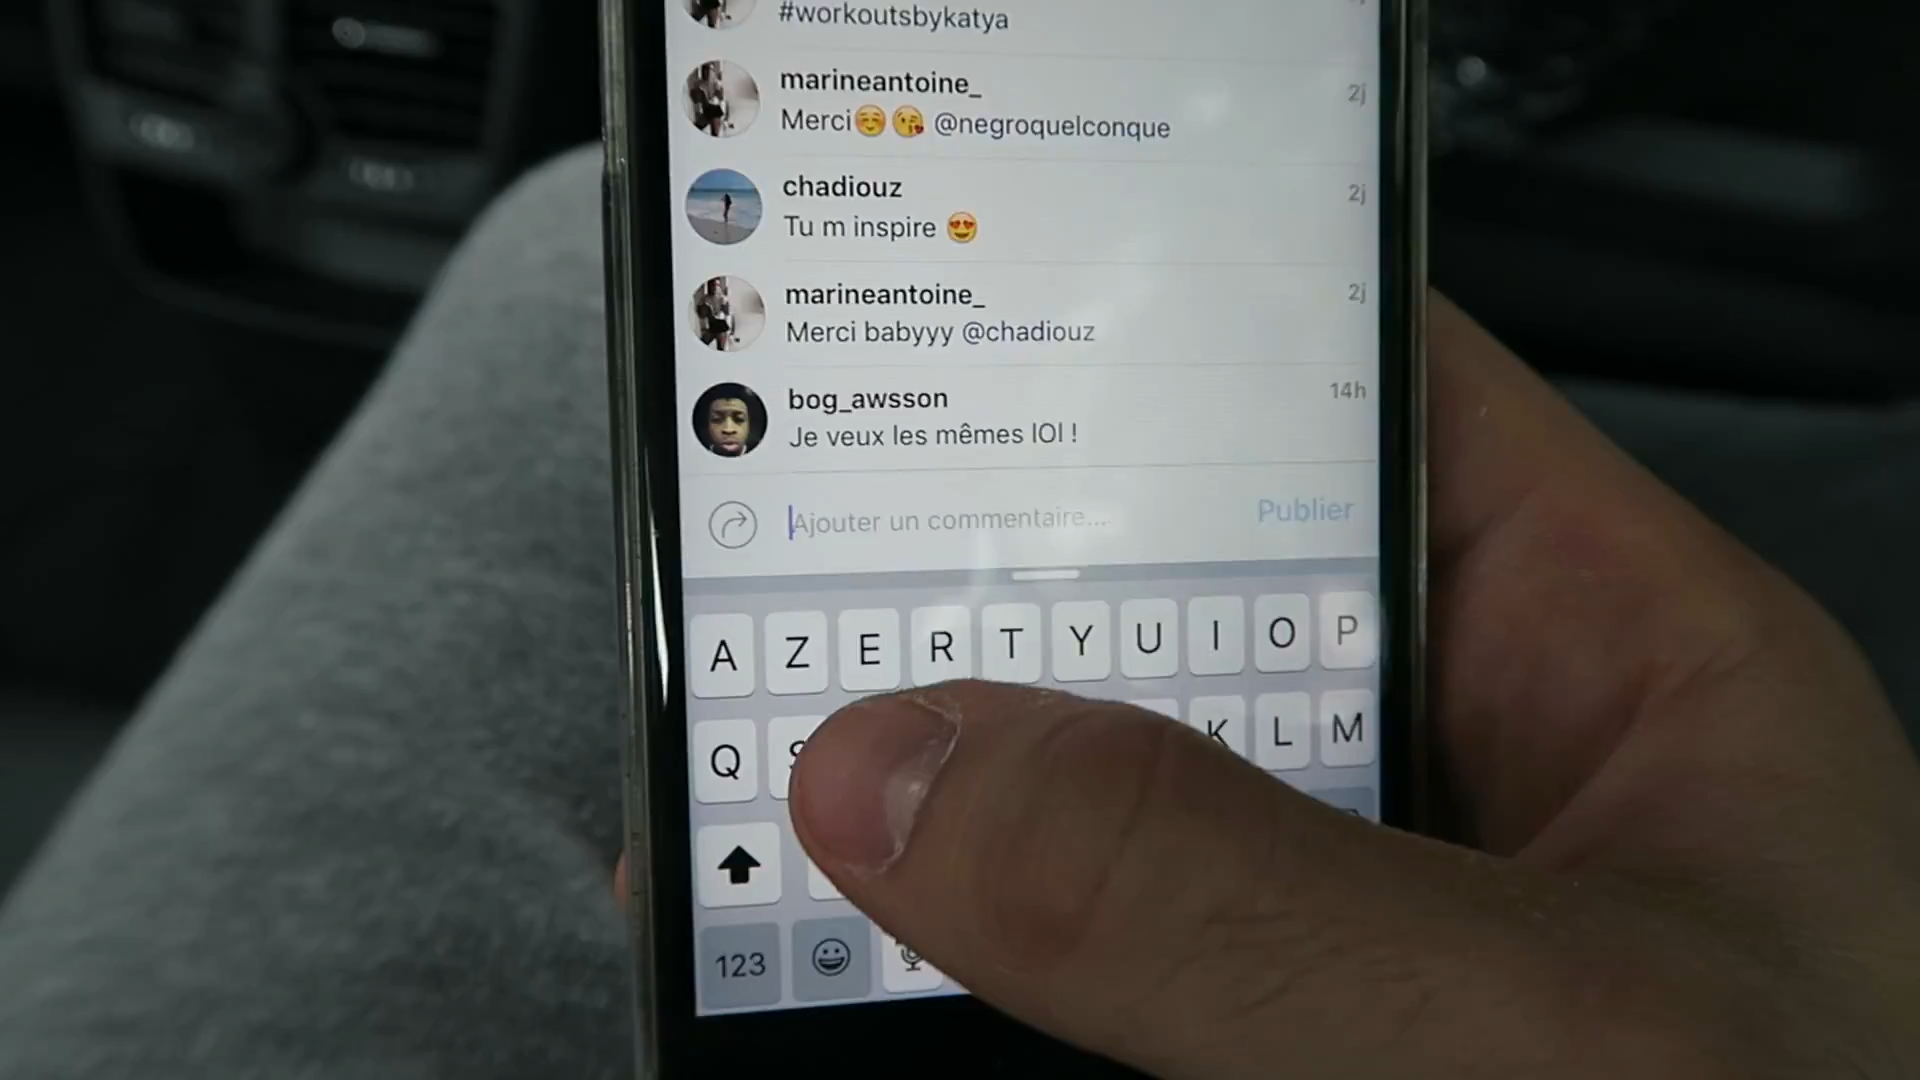 #workoutsbykatya
marineantoine_
2j
Merci☺️😘 @negroquelconque
chadiouz
2j
Tu m inspire 😍
marineantoine_
2j
Merci babyyy @chadiouz
bog_awsson
14h
Je veux les mêmes lOl !
Ajouter un commentaire...
Publier
A Z E R T Y U I O P
Q S K L M
123